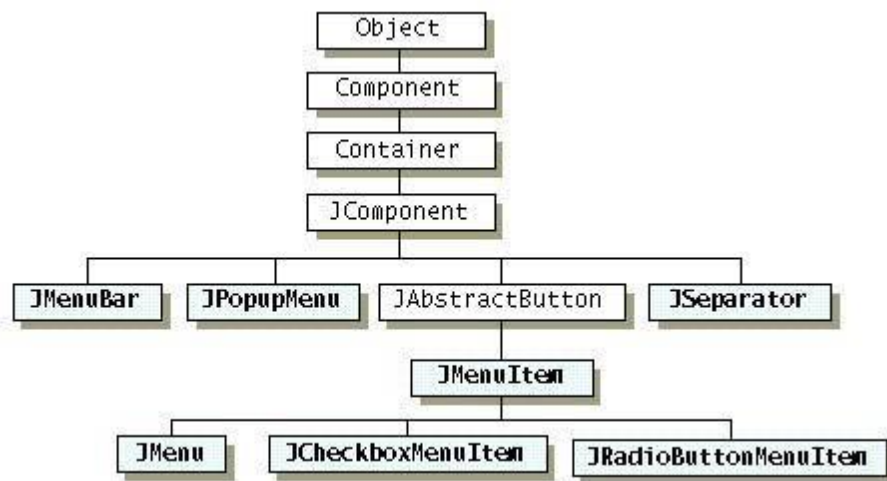 Object
Component
Container
JComponent
JMenuBar
JPopupMenu
JAbstractButton
JSeparator
JMenuItem
JMenu
JCheckboxMenuItem
JRadioButtonMenuItem